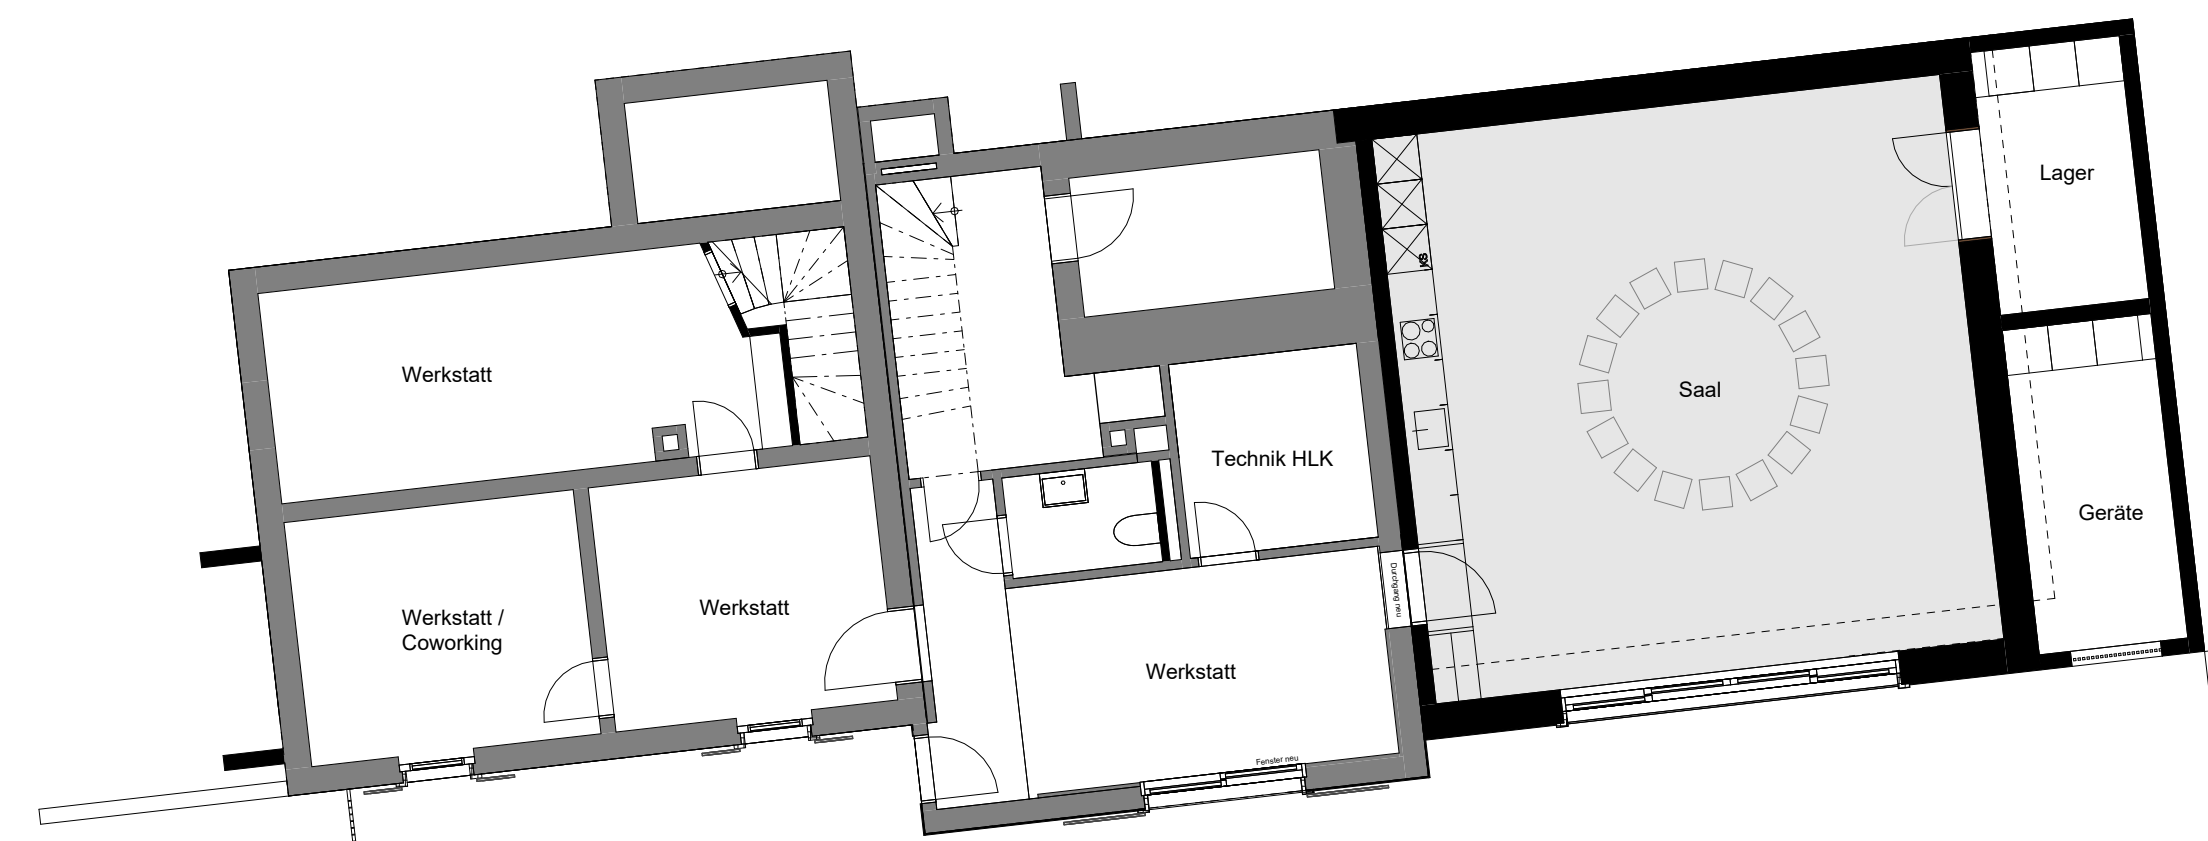 Werkstatt
Werkstatt /
Coworking
Werkstatt
Technik HLK
Werkstatt
Fenster neu
Durchgang neu
KS
Saal
Lager
Geräte